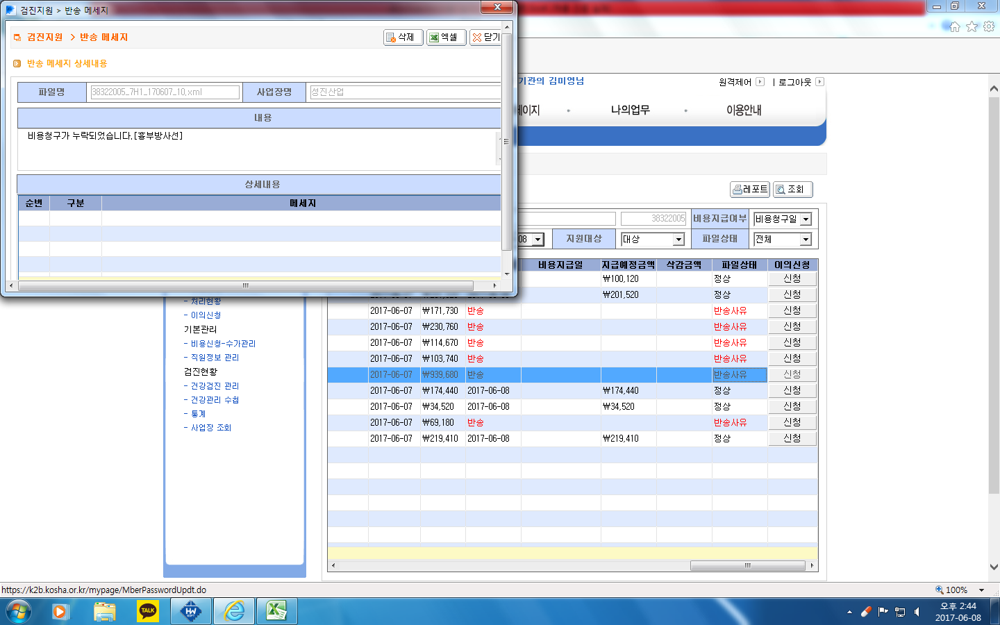 검진지원 > 반송 메세지
검진지원 > 반송 메세지
삭제
엑셀
닫기
반송 메세지 상세내용
파일명
38322005_7H1_170607_10.xml
사업장명
성진산업
내용
비용청구가 누락되었습니다.[흉부방사선]
상세내용
순번 구분 메세지
기관의 김미영님
원격제어 | 로그아웃
나의업무
이용안내
레포트
조회
38322005
비용지급여부
비용청구일
08
지원대상
대상
파일상태
전체
비용지급일 지급예정금액 삭감금액 파일상태 이의신청
₩100,120 정상 신청
₩201,520 정상 신청
2017-06-07 ₩171,730 반송 반송사유 신청
2017-06-07 ₩230,760 반송 반송사유 신청
2017-06-07 ₩114,670 반송 반송사유 신청
2017-06-07 ₩103,740 반송 반송사유 신청
2017-06-07 ₩939,680 반송 반송사유 신청
2017-06-07 ₩174,440 2017-06-08 ₩174,440 정상 신청
2017-06-07 ₩34,520 2017-06-08 ₩34,520 정상 신청
2017-06-07 ₩69,180 반송 반송사유 신청
2017-06-07 ₩219,410 2017-06-08 ₩219,410 정상 신청
- 처리현황
- 이의신청
기본관리
- 비용신청-수가관리
- 직원정보 관리
검진현황
- 건강검진 관리
- 건강관리 수첩
- 통계
- 사업장 조회
https://k2b.kosha.or.kr/mypage/MberPasswordUpdt.do
100%
TALK
HW
SOFT
오후 2:44
2017-06-08